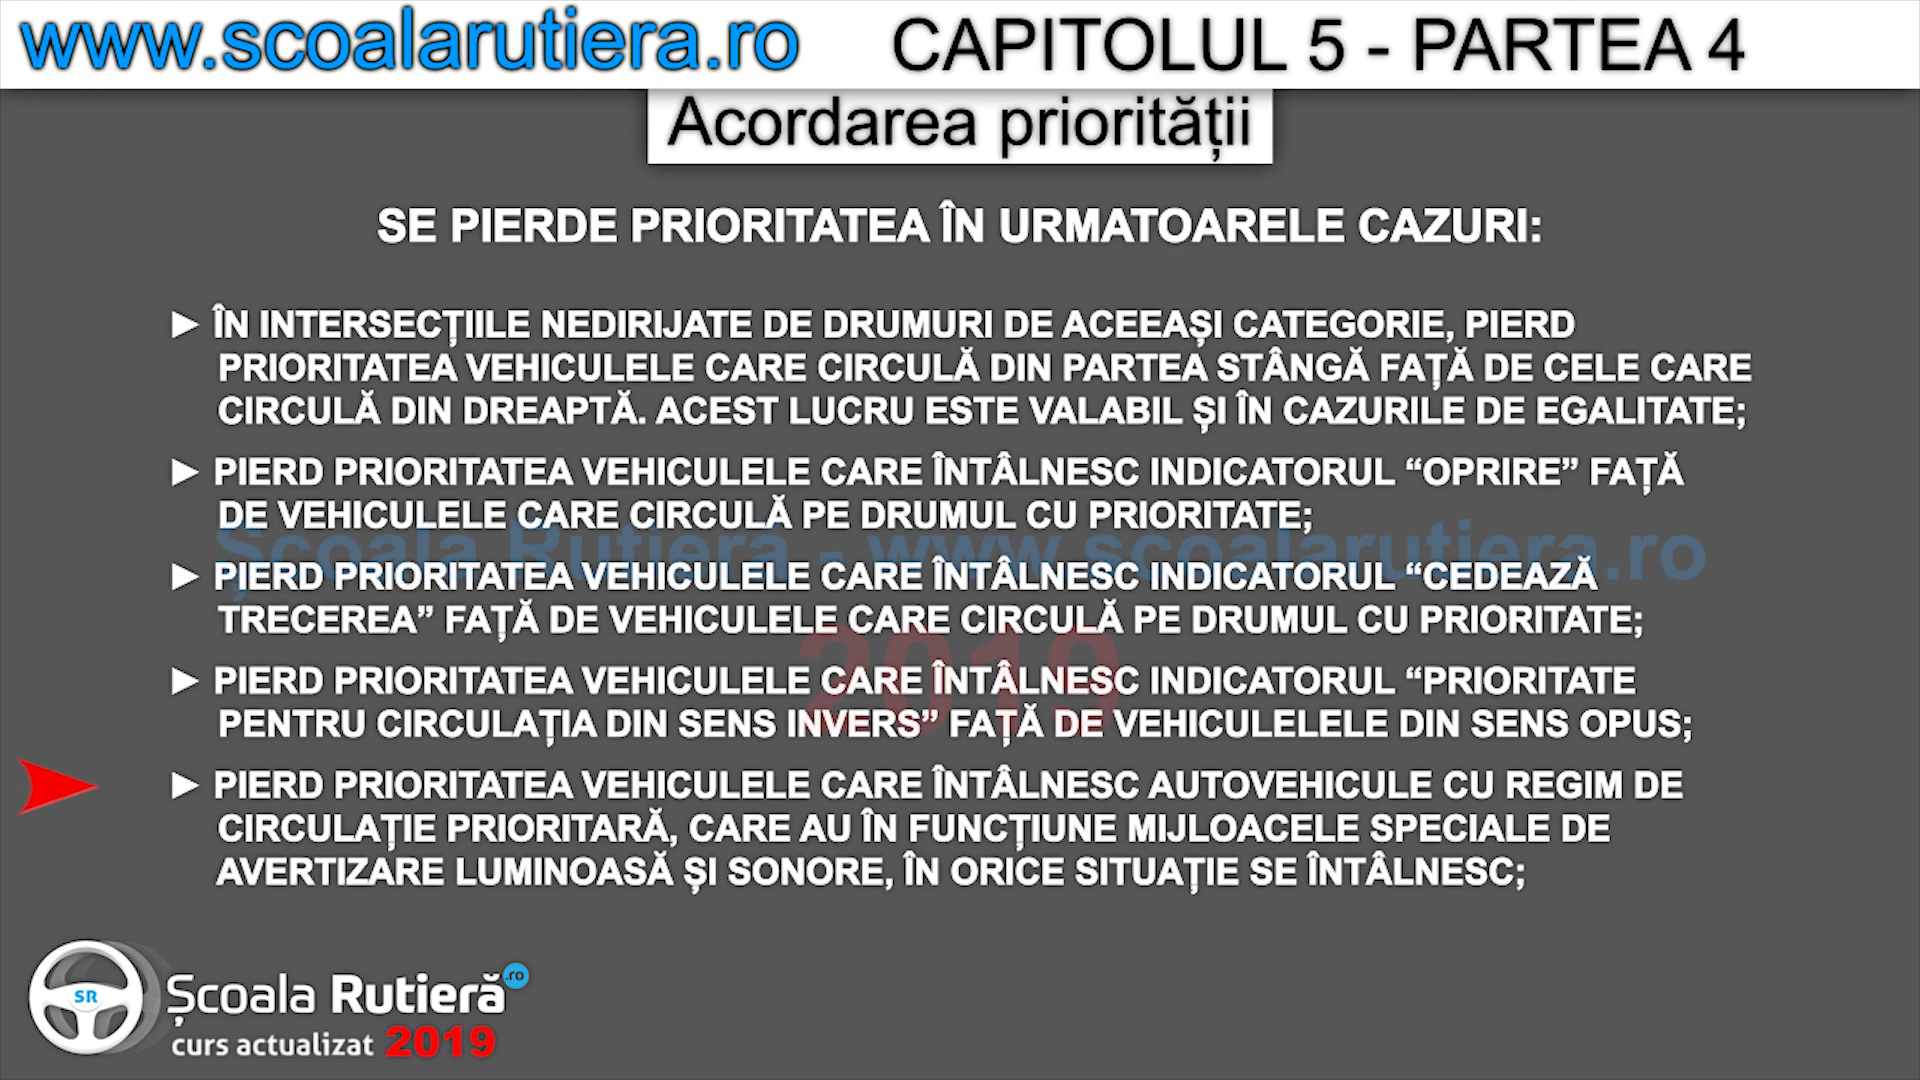 www.scoalarutiera.ro CAPITOLUL 5 - PARTEA 4
Acordarea priorității
SE PIERDE PRIORITATEA ÎN URMATOARELE CAZURI:
► ÎN INTERSECȚIILE NEDIRIJATE DE DRUMURI DE ACEEAȘI CATEGORIE, PIERD
PRIORITATEA VEHICULELE CARE CIRCULĂ DIN PARTEA STÂNGĂ FAȚĂ DE CELE CARE
CIRCULĂ DIN DREAPTĂ. ACEST LUCRU ESTE VALABIL ȘI ÎN CAZURILE DE EGALITATE;
► PIERD PRIORITATEA VEHICULELE CARE ÎNTÂLNESC INDICATORUL “OPRIRE” FAȚĂ
DE VEHICULELE CARE CIRCULĂ PE DRUMUL CU PRIORITATE;
Școala Rutieră - www.scoalarutiera.ro
► PIERD PRIORITATEA VEHICULELE CARE ÎNTÂLNESC INDICATORUL “CEDEAZĂ
TRECEREA” FAȚĂ DE VEHICULELE CARE CIRCULĂ PE DRUMUL CU PRIORITATE;
2019
► PIERD PRIORITATEA VEHICULELE CARE ÎNTÂLNESC INDICATORUL “PRIORITATE
PENTRU CIRCULAȚIA DIN SENS INVERS” FAȚĂ DE VEHICULELELE DIN SENS OPUS;
► PIERD PRIORITATEA VEHICULELE CARE ÎNTÂLNESC AUTOVEHICULE CU REGIM DE
CIRCULAȚIE PRIORITARĂ, CARE AU ÎN FUNCȚIUNE MIJLOACELE SPECIALE DE
AVERTIZARE LUMINOASĂ ȘI SONORE, ÎN ORICE SITUAȚIE SE ÎNTÂLNESC;
SR Școala Rutieră .ro
curs actualizat 2019